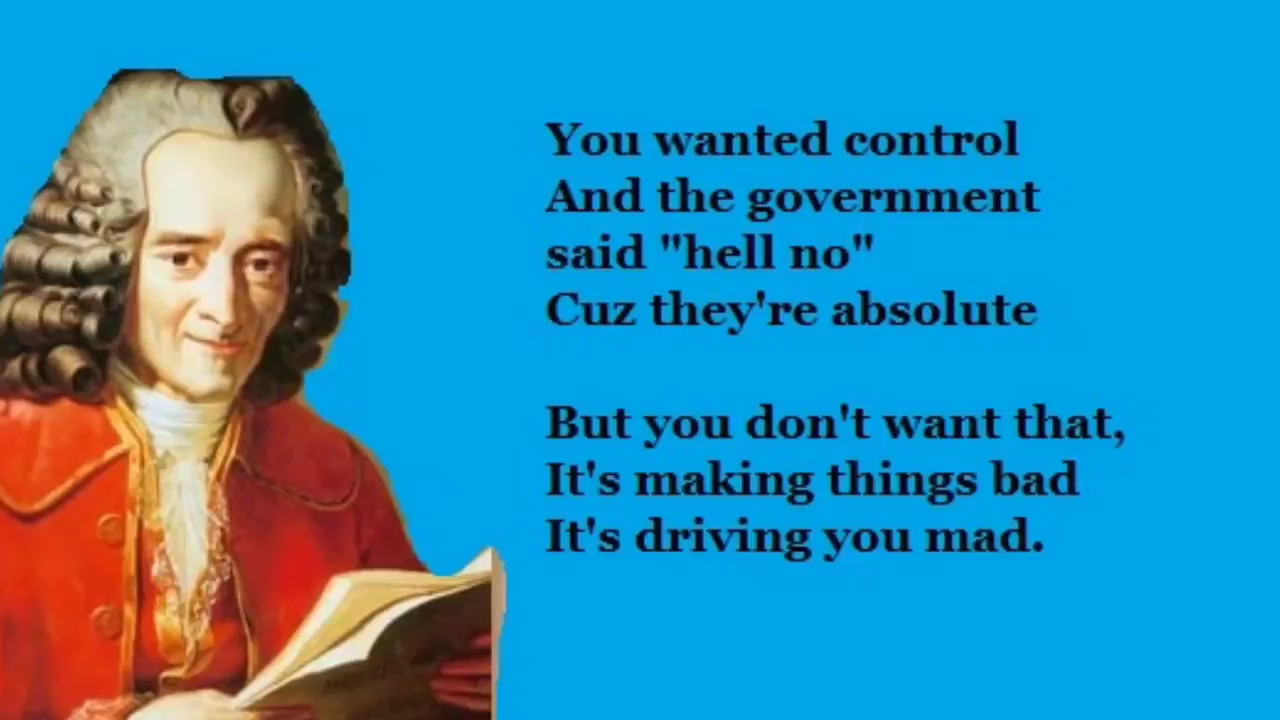 You wanted control
And the government
said "hell no"
Cuz they're absolute
But you don't want that,
It's making things bad
It's driving you mad.